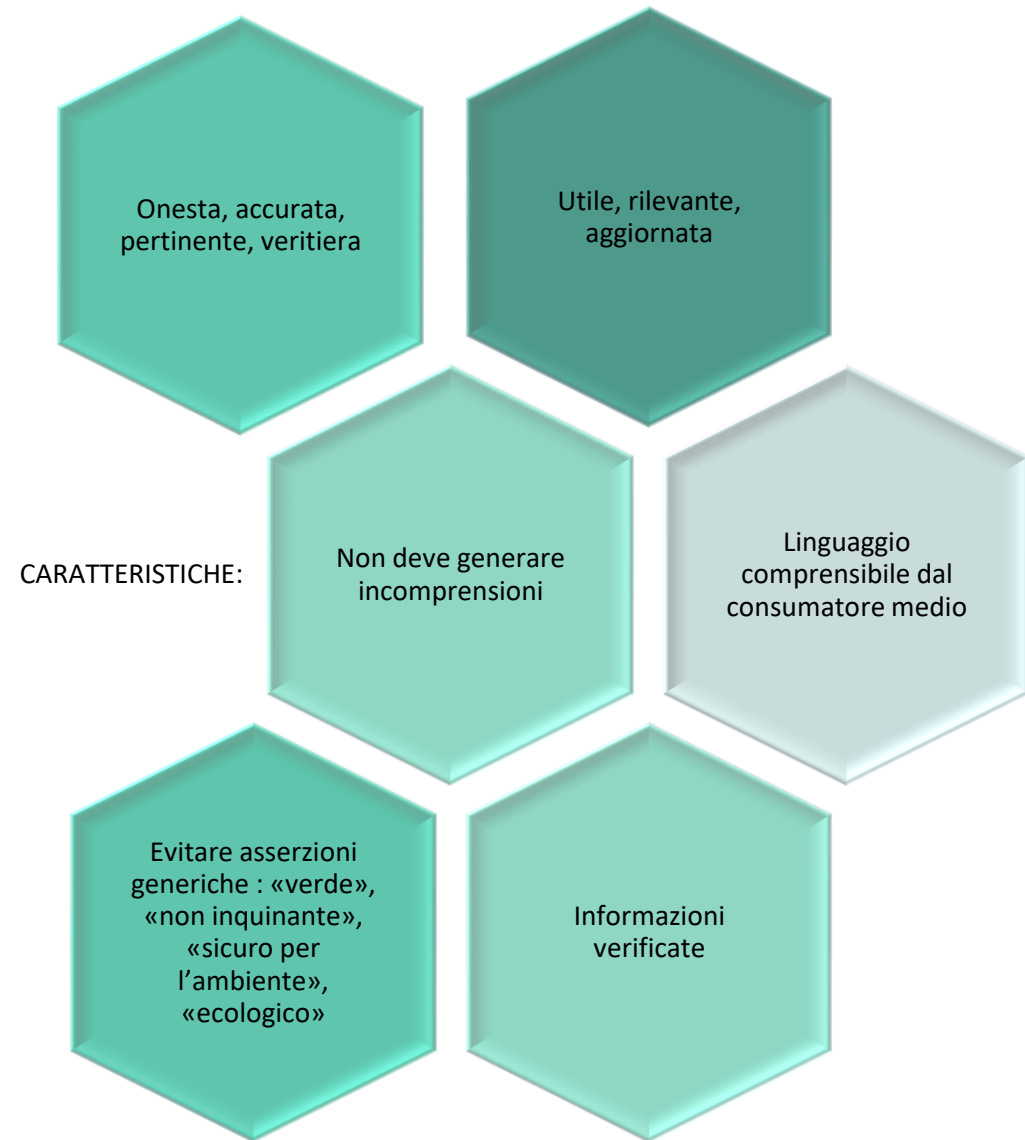 Onesta, accurata,
pertinente, veritiera
Utile, rilevante,
aggiornata
CARATTERISTICHE:
Non deve generare
incomprensioni
Linguaggio
comprensibile dal
consumatore medio
Evitare asserzioni
generiche : «verde»,
«non inquinante»,
«sicuro per
l’ambiente»,
«ecologico»
Informazioni
verificate